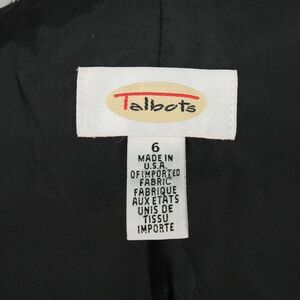 Talbots
6
MADE IN
U.S.A.
OF IMPORTED
FABRIC
FABRIQUE
AUX ETATS
UNIS DE
TISSU
IMPORTE